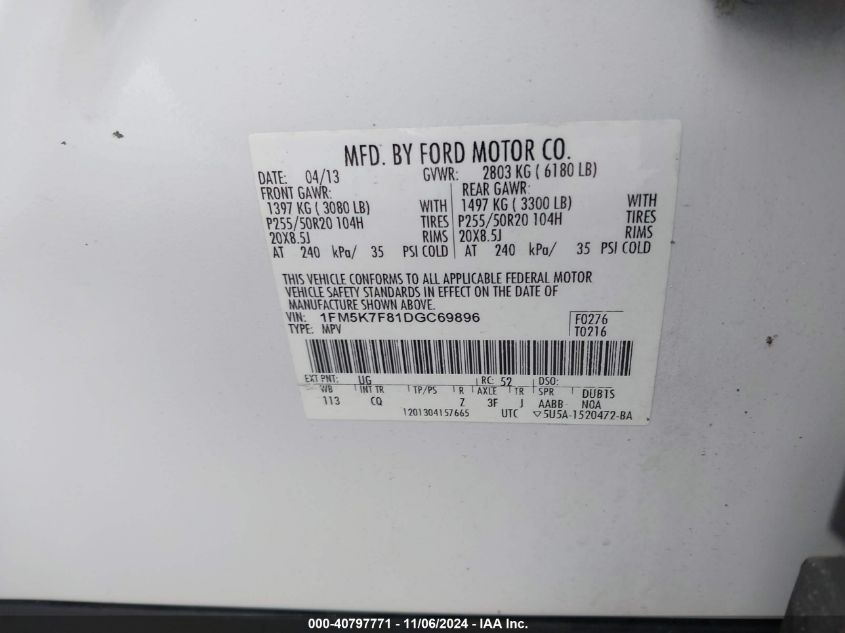 MFD. BY FORD MOTOR CO.
DATE: 04/13 GVWR: 2803 KG ( 6180 LB)
FRONT GAWR: REAR GAWR:
1397 KG ( 3080 LB) WITH 1497 KG ( 3300 LB) WITH
P255/50R20 104H TIRES P255/50R20 104H TIRES
20X8.5J RIMS 20X8.5J RIMS
AT 240 kPa/ 35 PSI COLD AT 240 kPa/ 35 PSI COLD
THIS VEHICLE CONFORMS TO ALL APPLICABLE FEDERAL MOTOR
VEHICLE SAFETY STANDARDS IN EFFECT ON THE DATE OF
MANUFACTURE SHOWN ABOVE.
VIN: 1FM5K7F81DGC69896 F0276
TYPE: MPV T0216
EXT PNT: UG RC: 52 DSO:
WB INT TR TP/PS R AXLE TR SPR DUB1S
113 CQ 7 3F J AABB NOA
1201304157665 UTC ▽5U5A-1520472-BA
000-40797771 - 11/06/2024 - IAA Inc.